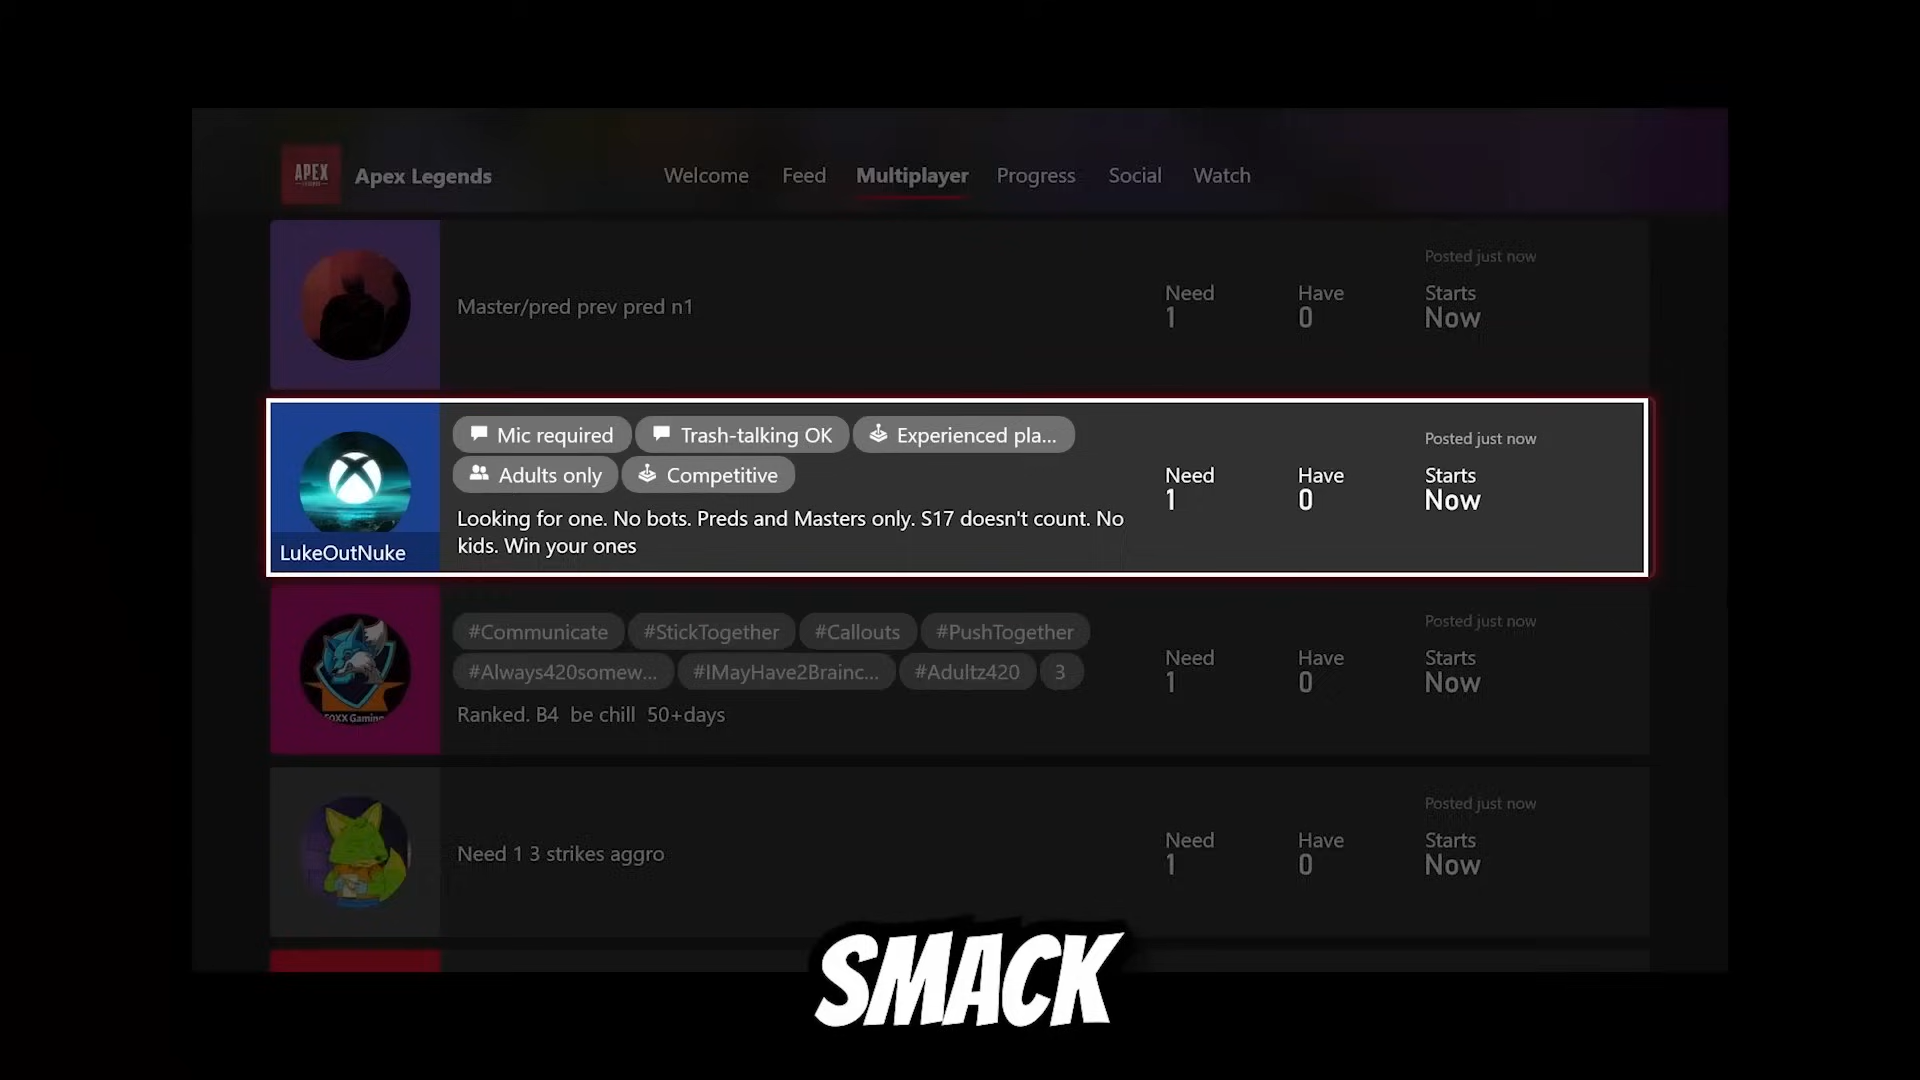 APEX
Apex Legends
Welcome Feed Multiplayer Progress Social Watch
Posted just now
Master/pred prev pred n1
Need Have Starts
1 0 Now
Mic required Trash-talking OK Experienced pla...
Adults only Competitive
Looking for one. No bots. Preds and Masters only. S17 doesn't count. No
kids. Win your ones
LukeOutNuke
Posted just now
Need Have Starts
1 0 Now
#Communicate #StickTogether #Callouts #PushTogether
#Always420somew... #IMayHave2Brainc... #Adultz420 3
Ranked. B4 be chill 50+days
FOXX Gaming
Posted just now
Need Have Starts
1 0 Now
Need 1 3 strikes aggro
Posted just now
Need Have Starts
1 0 Now
SMACK